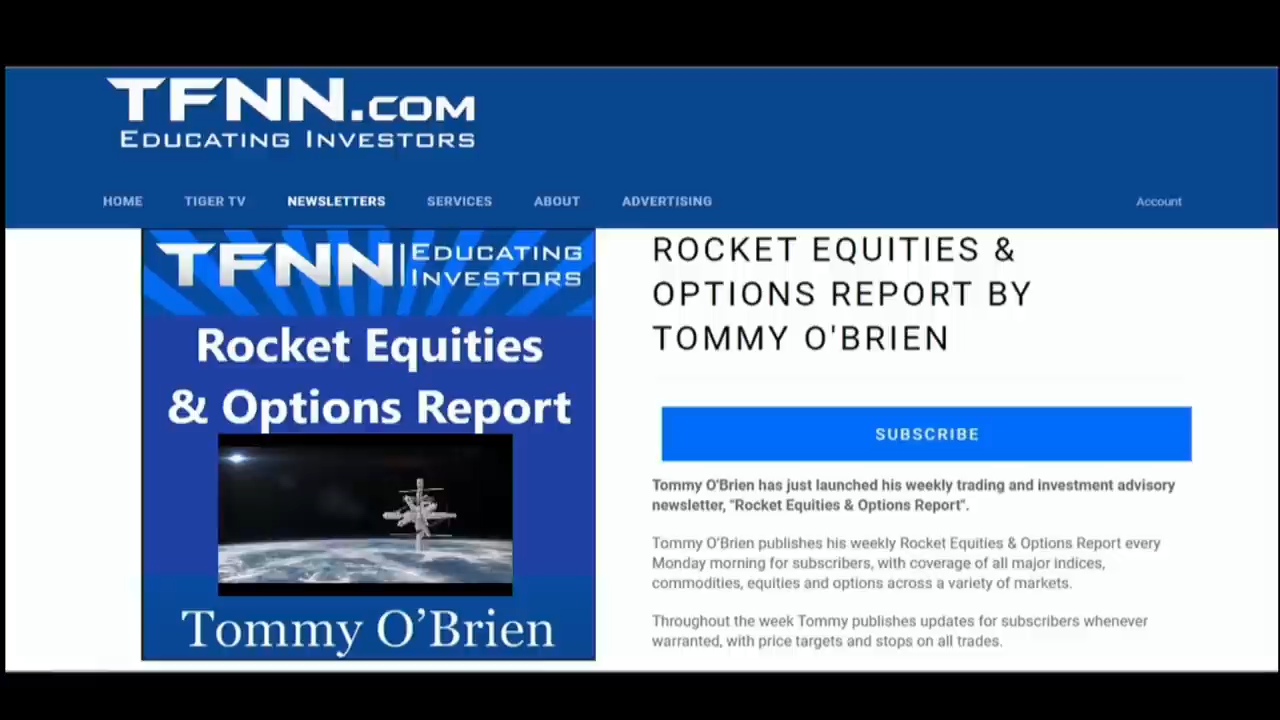 TFNN.COM
EDUCATING INVESTORS
HOME TIGER TV NEWSLETTERS SERVICES ABOUT ADVERTISING Account
TFNN EDUCATING
INVESTORS
Rocket Equities
& Options Report
Tommy O'Brien
ROCKET EQUITIES &
OPTIONS REPORT BY
TOMMY O'BRIEN
SUBSCRIBE
Tommy O'Brien has just launched his weekly trading and investment advisory
newsletter, "Rocket Equities & Options Report".
Tommy O'Brien publishes his weekly Rocket Equities & Options Report every
Monday morning for subscribers, with coverage of all major indices,
commodities, equities and options across a variety of markets.
Throughout the week Tommy publishes updates for subscribers whenever
warranted, with price targets and stops on all trades.